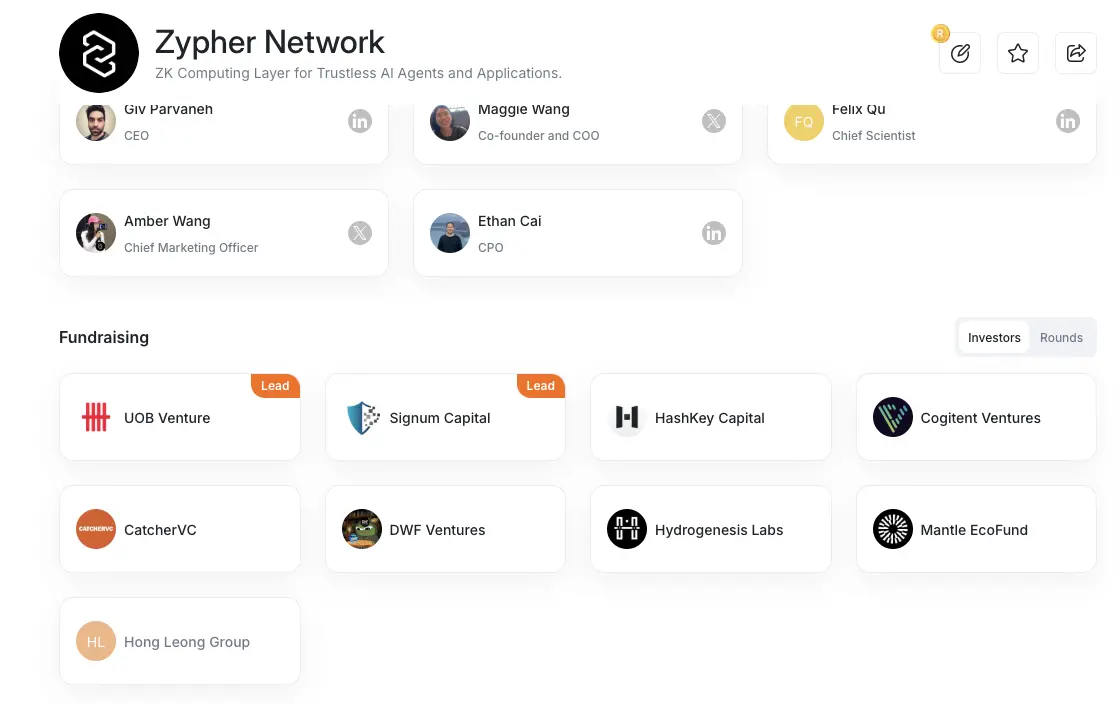 Zypher Network
R
ZK Computing Layer for Trustless AI Agents and Applications.
Giv Parvaneh
CEO
Maggie Wang
Co-founder and COO
FQ
Felix Qu
Chief Scientist
Amber Wang
Chief Marketing Officer
Ethan Cai
CPO
Fundraising
Investors
Rounds
Lead
UOB Venture
Lead
Signum Capital
HashKey Capital
Cogitent Ventures
CATCHERVC
CatcherVC
DWF Ventures
Hydrogenesis Labs
Mantle EcoFund
HL
Hong Leong Group